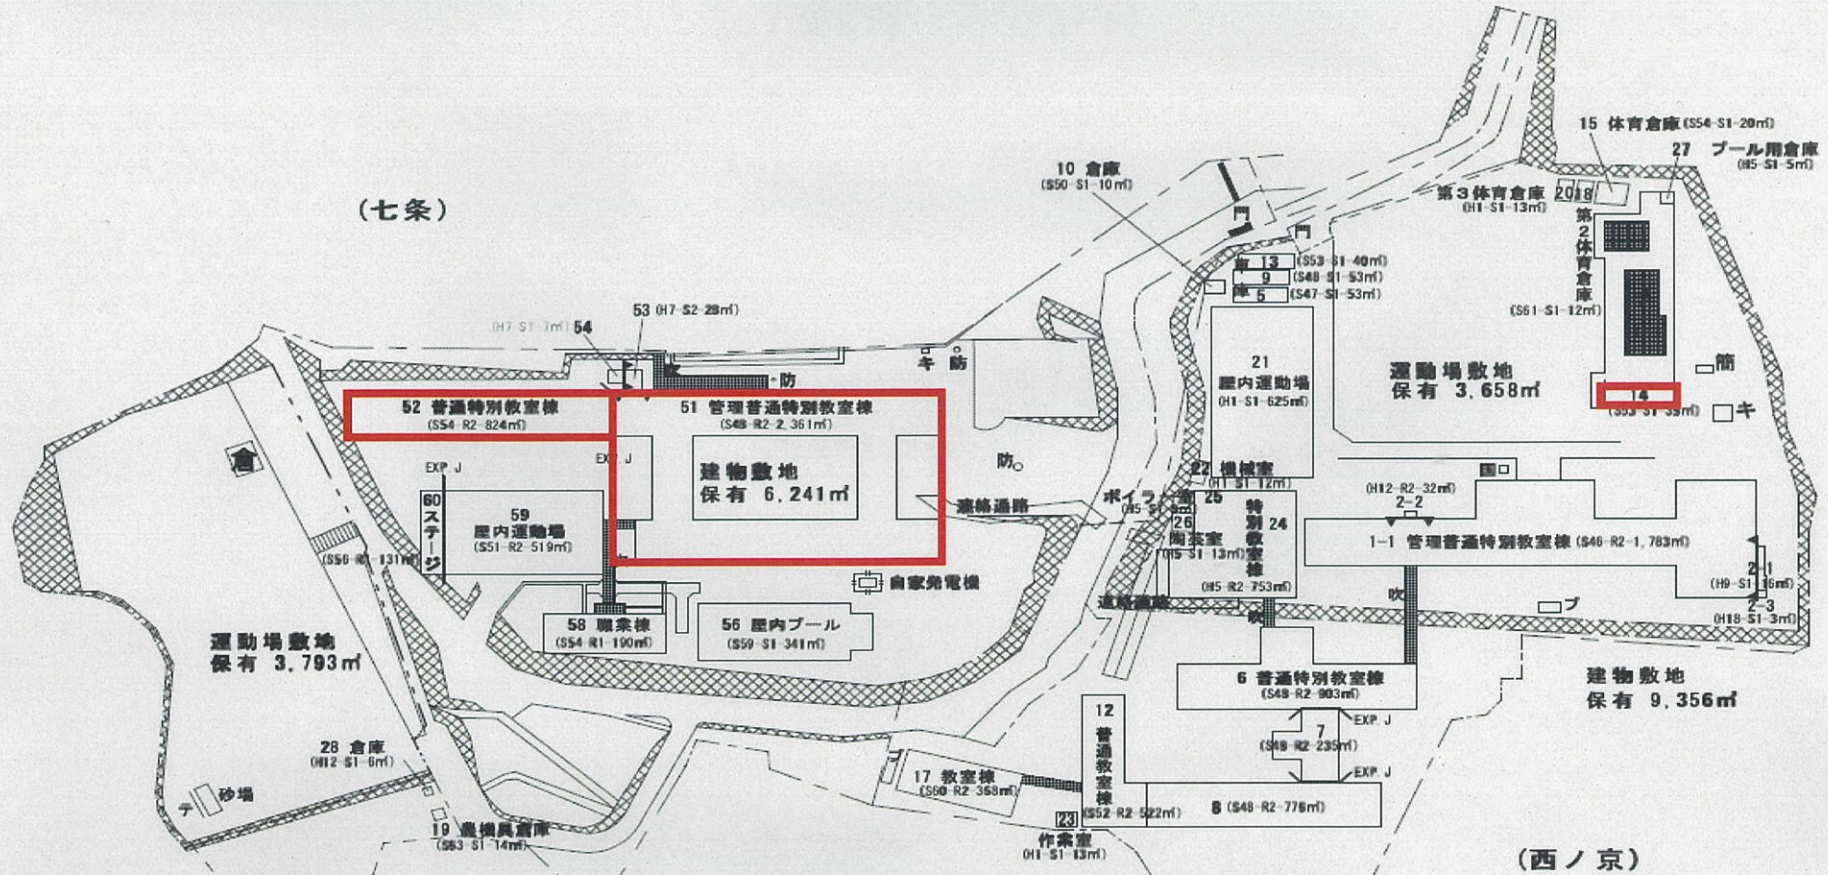 (七条)
15 体育倉庫(S54-S1-20㎡)
27 プール用倉庫
(H5-S1-5㎡)
10 倉庫
(S50-S1-10㎡)
第3体育倉庫
(H1-S1-13㎡)
20
18
第2体育倉庫
(S61-S1-12㎡)
門
門
車庫
13 (S53-S1-40㎡)
9 (S48-S1-53㎡)
5 (S47-S1-53㎡)
53 (H7-S2-28㎡)
(H7-S1-7㎡) 54
吹
防
キ 防
21
屋内運動場
(H1-S1-625㎡)
運動場敷地
保有 3,658㎡
筒
14
(S53-S1-35㎡)
キ
52 普通特別教室棟
(S54-R2-824㎡)
51 管理普通特別教室棟
(S48-R2-2,361㎡)
倉
EXP.J
EXP.J
建物敷地
保有 6,241㎡
防
連絡通路
22 機械室
(H1-S1-12㎡)
ボイラー室 25
国
(H12-R2-32㎡)
2-2
60
ステージ
59
屋内運動場
(S51-R2-519㎡)
26
陶芸室
(H5-S1-13㎡)
特別教室棟 24
(H5-R2-753㎡)
1-1 管理普通特別教室棟 (S46-R2-1,783㎡)
2-1
(H9-S1-16㎡)
2-3
(H18-S1-3㎡)
(S56-R1-131㎡)
自家発電機
連絡通路
吹
吹
プ
58 職業棟
(S54-R1-190㎡)
56 屋内プール
(S59-S1-341㎡)
運動場敷地
保有 3,793㎡
6 普通特別教室棟
(S48-R2-903㎡)
建物敷地
保有 9,356㎡
12
普通教室棟
(S52-R2-522㎡)
EXP.J
7
(S48-R2-235㎡)
EXP.J
28 倉庫
(H12-S1-6㎡)
17 教室棟
(S60-R2-358㎡)
8 (S48-R2-776㎡)
テ
砂場
19 農機具倉庫
(S63-S1-14㎡)
23
作業室
(H1-S1-13㎡)
(西ノ京)